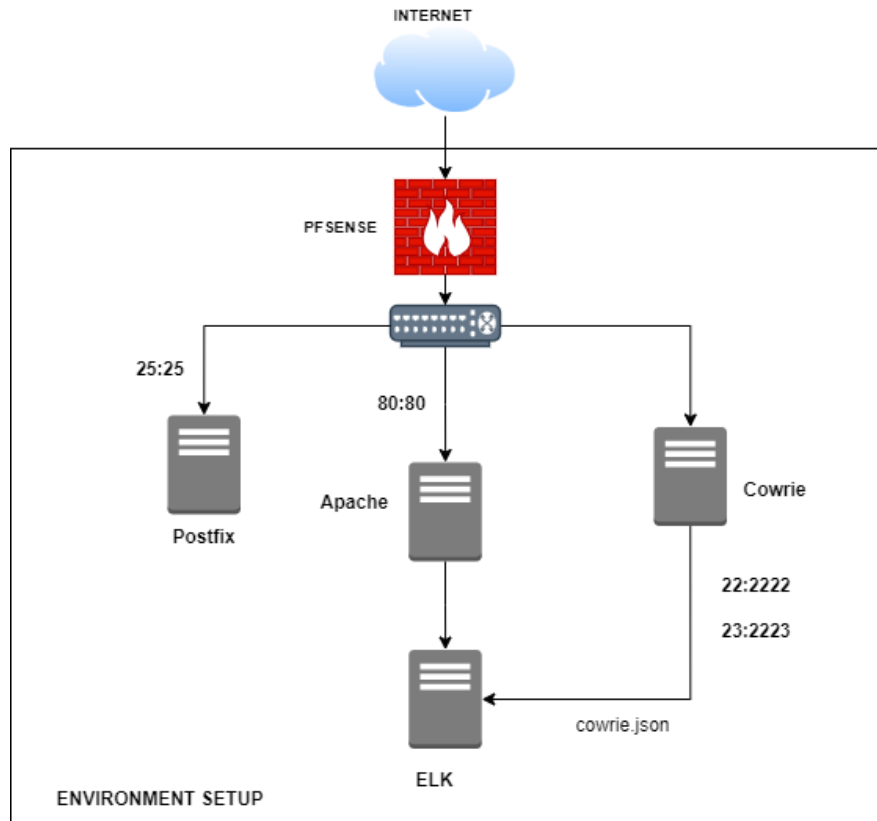 INTERNET
PFSENSE
25:25
80:80
Postfix
Apache
Cowrie
22:2222
23:2223
cowrie.json
ELK
ENVIRONMENT SETUP